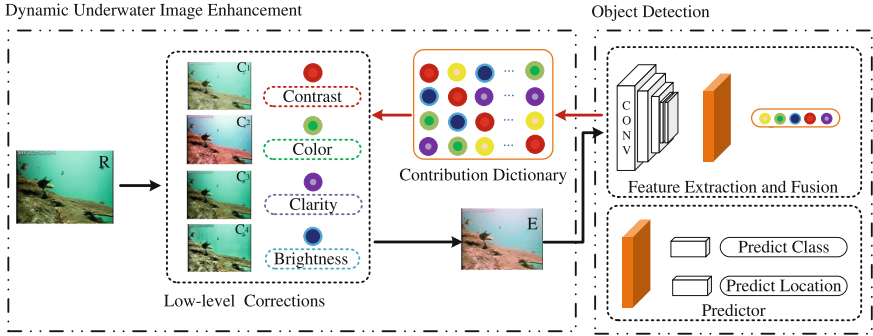 Dynamic Underwater Image Enhancement
Object Detection
R
C1
Contrast
C2
Color
C3
Clarity
C4
Brightness
Low-level Corrections
...
...
...
...
Contribution Dictionary
E
CONV
Feature Extraction and Fusion
Predict Class
Predict Location
Predictor